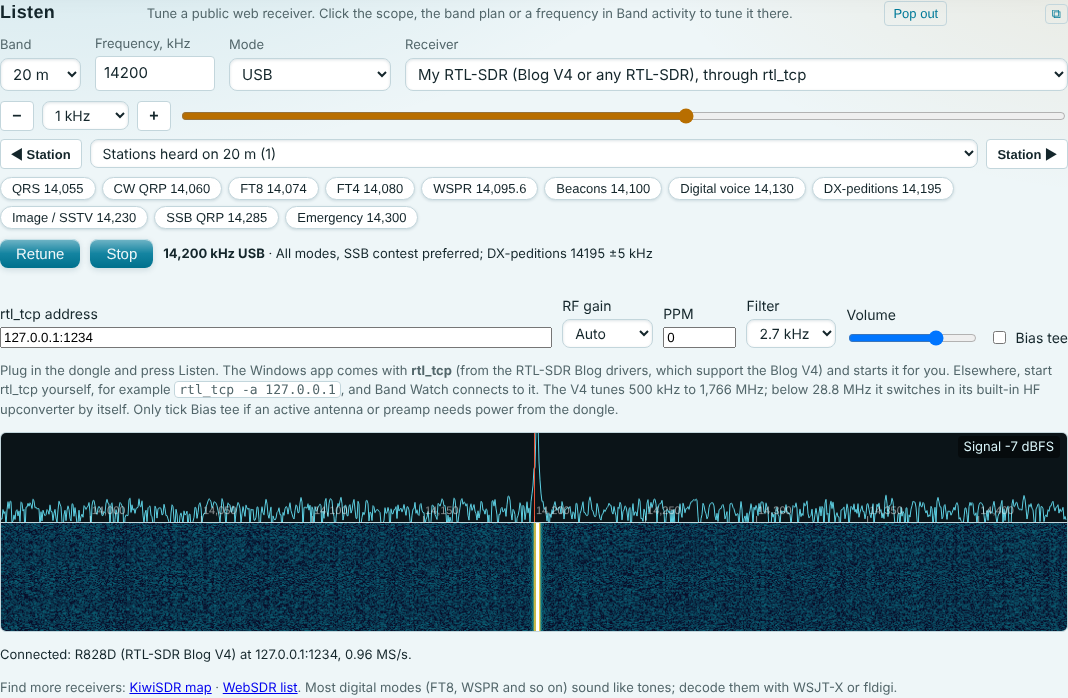 Listen
Tune a public web receiver. Click the scope, the band plan or a frequency in Band activity to tune it there.
Pop out
Band
Frequency, kHz
Mode
Receiver
20 m
14200
USB
My RTL-SDR (Blog V4 or any RTL-SDR), through rtl_tcp
−
1 kHz
+
◀ Station
Stations heard on 20 m (1)
Station ▶
QRS 14,055
CW QRP 14,060
FT8 14,074
FT4 14,080
WSPR 14,095.6
Beacons 14,100
Digital voice 14,130
DX-peditions 14,195
Image / SSTV 14,230
SSB QRP 14,285
Emergency 14,300
Retune
Stop
14,200 kHz USB · All modes, SSB contest preferred; DX-peditions 14195 ±5 kHz
rtl_tcp address
RF gain
PPM
Filter
Volume
127.0.0.1:1234
Auto
0
2.7 kHz
Bias tee
Plug in the dongle and press Listen. The Windows app comes with rtl_tcp (from the RTL-SDR Blog drivers, which support the Blog V4) and starts it for you. Elsewhere, start
rtl_tcp yourself, for example rtl_tcp -a 127.0.0.1, and Band Watch connects to it. The V4 tunes 500 kHz to 1,766 MHz; below 28.8 MHz it switches in its built-in HF
upconverter by itself. Only tick Bias tee if an active antenna or preamp needs power from the dongle.
Signal -7 dBFS
Connected: R828D (RTL-SDR Blog V4) at 127.0.0.1:1234, 0.96 MS/s.
Find more receivers: KiwiSDR map · WebSDR list. Most digital modes (FT8, WSPR and so on) sound like tones; decode them with WSJT-X or fldigi.